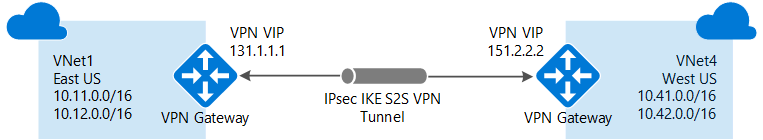 VNet1
East US
10.11.0.0/16
10.12.0.0/16
VPN Gateway
VPN VIP
131.1.1.1
IPsec IKE S2S VPN
Tunnel
VPN VIP
151.2.2.2
VPN Gateway
VNet4
West US
10.41.0.0/16
10.42.0.0/16